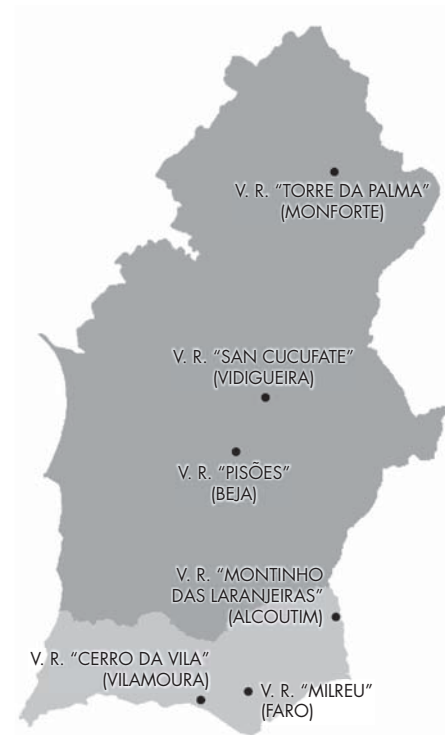 V. R. “TORRE DA PALMA”
(MONFORTE)
V. R. “SAN CUCUFATE”
(VIDIGUEIRA)
V. R. “PISÕES”
(BEJA)
V. R. “MONTINHO
DAS LARANJEIRAS”
(ALCOUTIM)
V. R. “CERRO DA VILA”
(VILAMOURA)
V. R. “MILREU”
(FARO)